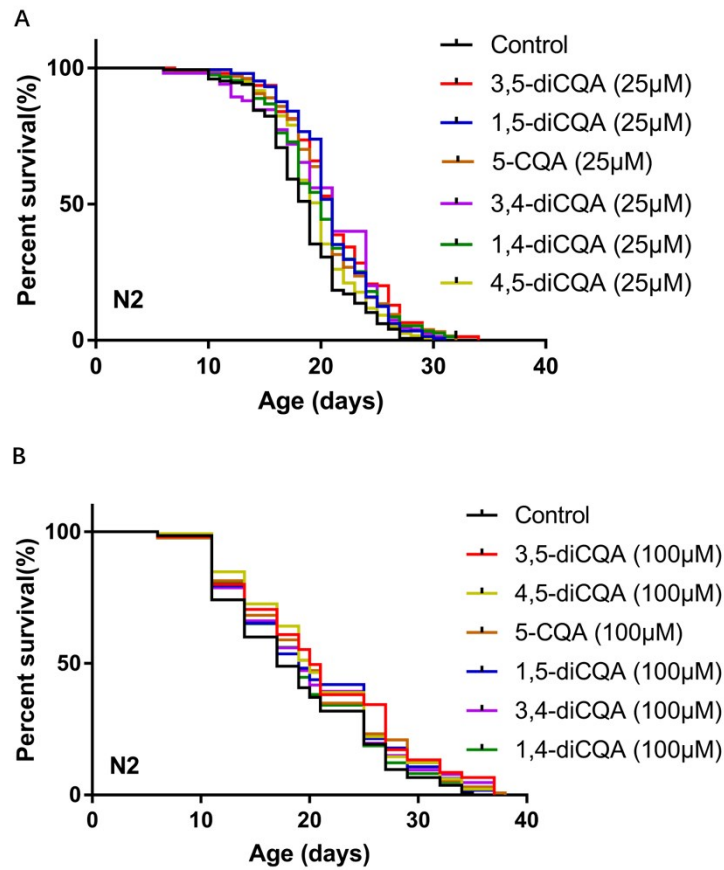 A
Control
3,5-diCQA (25μM)
1,5-diCQA (25μM)
5-CQA (25μM)
3,4-diCQA (25μM)
1,4-diCQA (25μM)
4,5-diCQA (25μM)
Percent survival(%)
100
50
0
N2
0 10 20 30 40
Age (days)
B
Control
3,5-diCQA (100μM)
4,5-diCQA (100μM)
5-CQA (100μM)
1,5-diCQA (100μM)
3,4-diCQA (100μM)
1,4-diCQA (100μM)
Percent survival(%)
100
50
0
N2
0 10 20 30 40
Age (days)